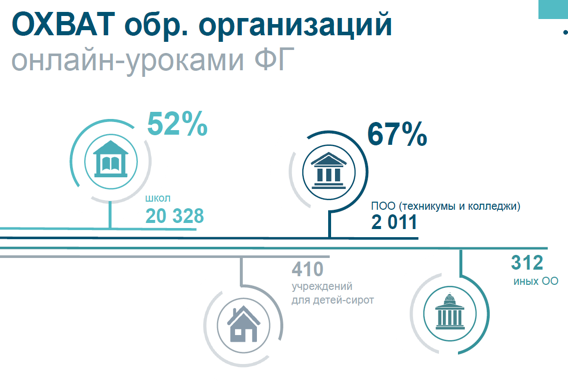 ОХВАТ обр. организаций
онлайн-уроками ФГ
52%
школ
20 328
67%
ПОО (техникумы и колледжи)
2 011
410
учреждений
для детей-сирот
312
иных ОО